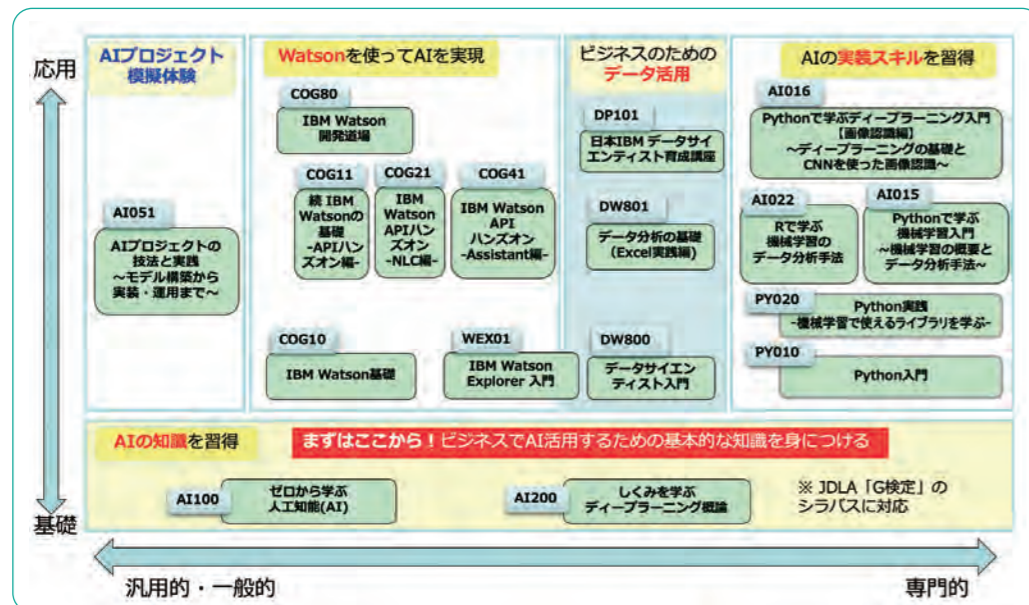 応用
AIプロジェクト
模擬体験
AI051
AIプロジェクトの
技法と実践
～モデル構築から
実装・運用まで～
Watsonを使ってAIを実現
COG80
IBM Watson
開発道場
COG11
続 IBM
Watsonの
基礎
-APIハン
ズオン編-
COG21
IBM
Watson
APIハン
ズオン
-NLC編-
COG41
IBM Watson
API
ハンズオン
-Assistant編-
COG10
IBM Watson基礎
WEX01
IBM Watson
Explorer 入門
ビジネスのための
データ活用
DP101
日本IBM データサイ
エンティスト育成講座
DW801
データ分析の基礎
（Excel実践編)
DW800
データサイエン
ティスト入門
AIの実装スキルを習得
AI016
Pythonで学ぶディープラーニング入門
【画像認識編】
～ディープラーニングの基礎と
CNNを使った画像認識～
AI022
Rで学ぶ
機械学習の
データ分析手法
AI015
Pythonで学ぶ
機械学習入門
～機械学習の概要と
データ分析手法～
PY020
Python実践
-機械学習で使えるライブラリを学ぶ-
PY010
Python入門
AIの知識を習得
まずはここから！ビジネスでAI活用するための基本的な知識を身につける
AI100
ゼロから学ぶ
人工知能(AI)
AI200
しくみを学ぶ
ディープラーニング概論
※ JDLA「G検定」の
シラバスに対応
基礎
汎用的・一般的
専門的